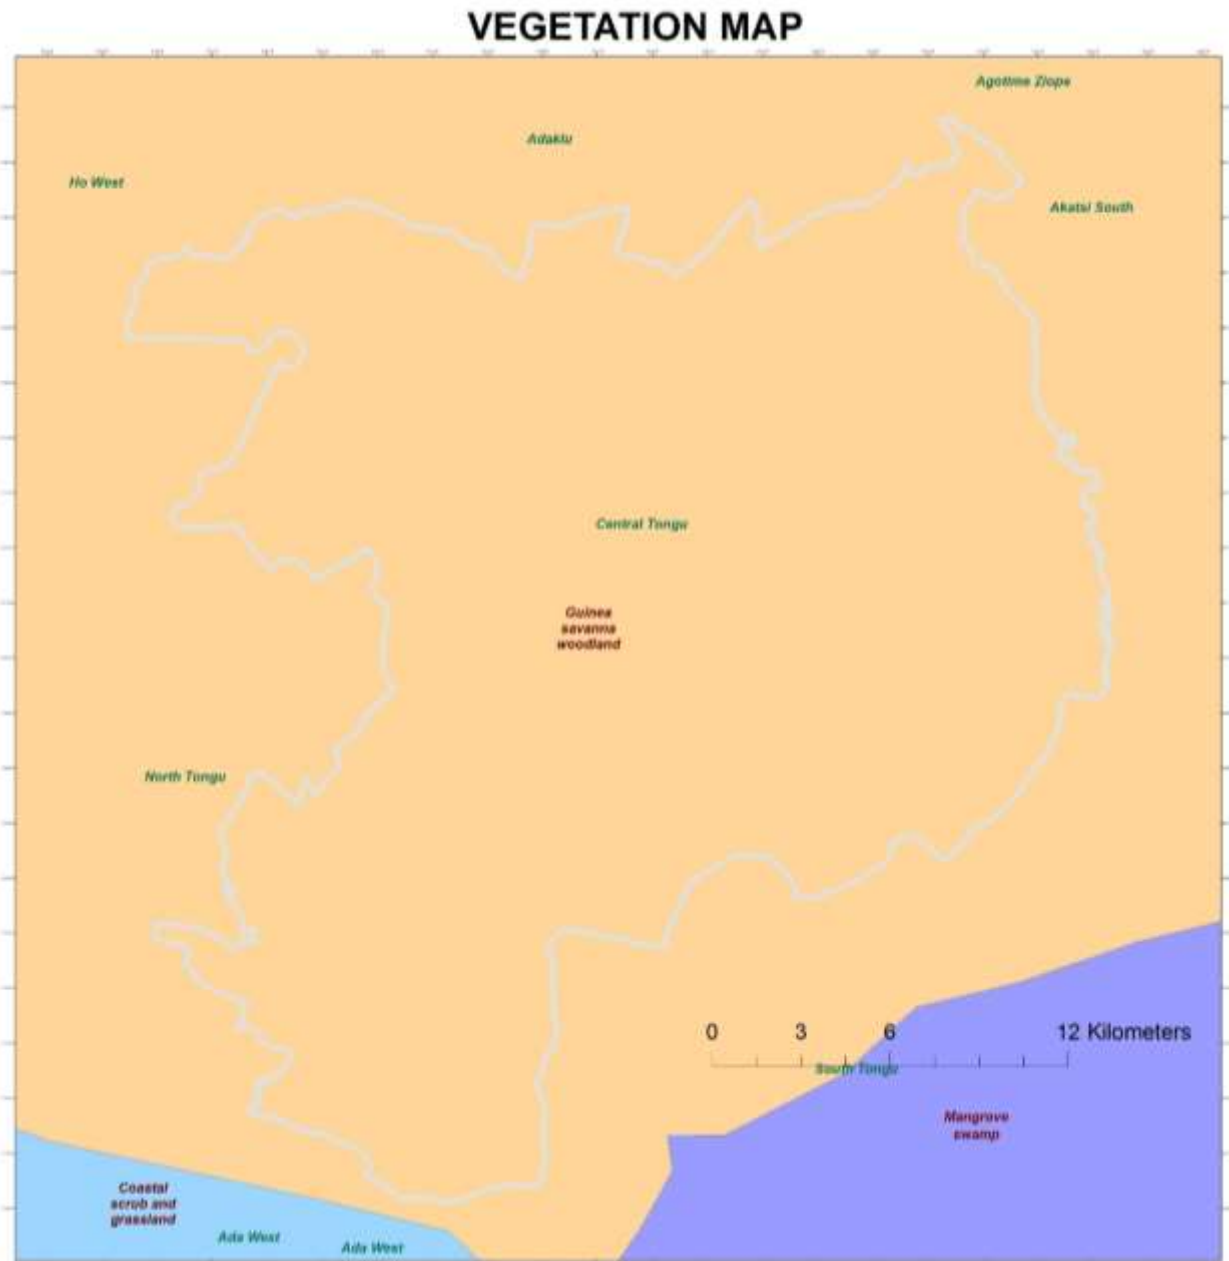 VEGETATION MAP
Agotime Ziope
Adaklu
Ho West
Akatsi South
Central Tongu
Guinea
savanna
woodland
North Tongu
0 3 6 12 Kilometers
South Tongu
Mangrove
swamp
Coastal
scrub and
grassland
Ada West
Ada West